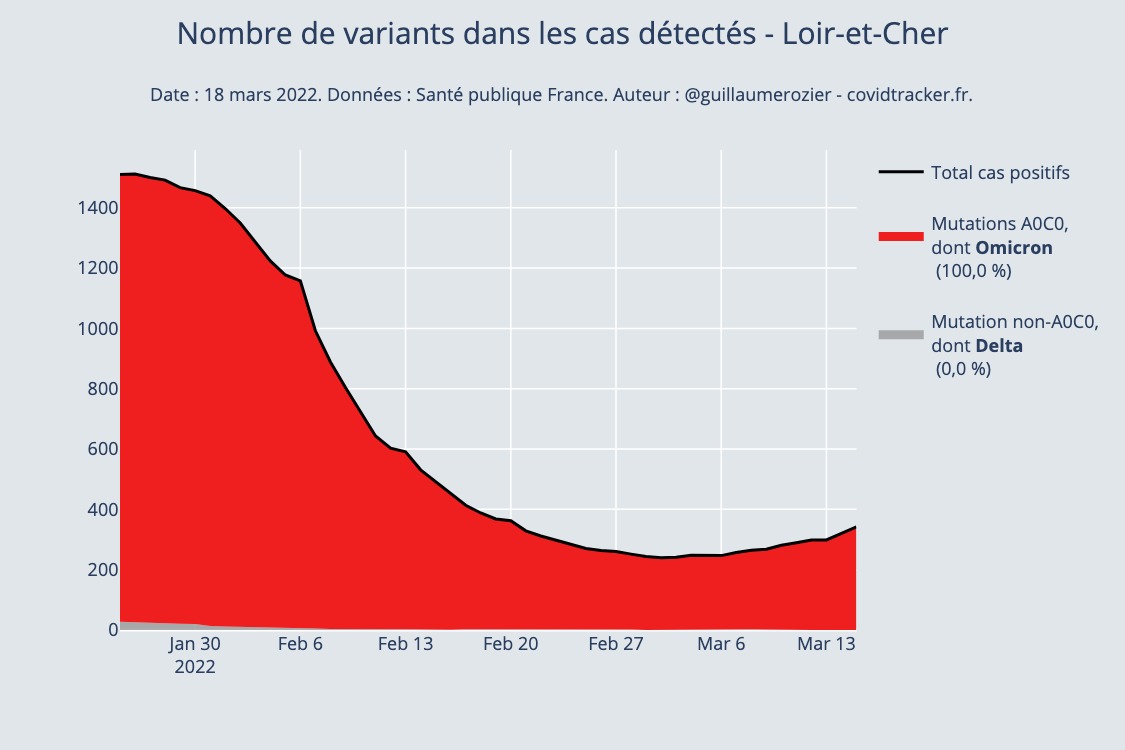 Nombre de variants dans les cas détectés - Loir-et-Cher
Date : 18 mars 2022. Données : Santé publique France. Auteur : @guillaumerozier - covidtracker.fr.
Total cas positifs
Mutations A0C0,
dont Omicron
(100,0 %)
Mutation non-A0C0,
dont Delta
(0,0 %)
1400
1200
1000
800
600
400
200
0
Jan 30 Feb 6 Feb 13 Feb 20 Feb 27 Mar 6 Mar 13
2022